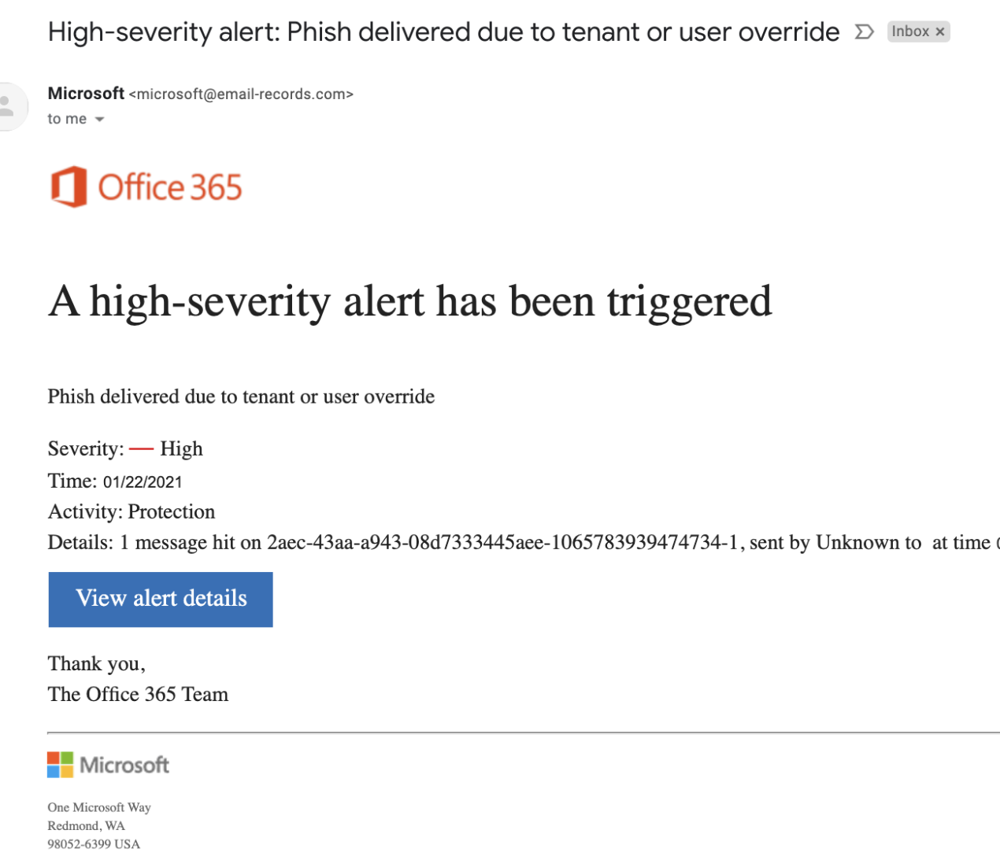 High-severity alert: Phish delivered due to tenant or user override Inbox ×
Microsoft <microsoft@email-records.com>
to me
Office 365
A high-severity alert has been triggered
Phish delivered due to tenant or user override
Severity: — High
Time: 01/22/2021
Activity: Protection
Details: 1 message hit on 2aec-43aa-a943-08d7333445aee-1065783939474734-1, sent by Unknown to at time
View alert details
Thank you,
The Office 365 Team
Microsoft
One Microsoft Way
Redmond, WA
98052-6399 USA